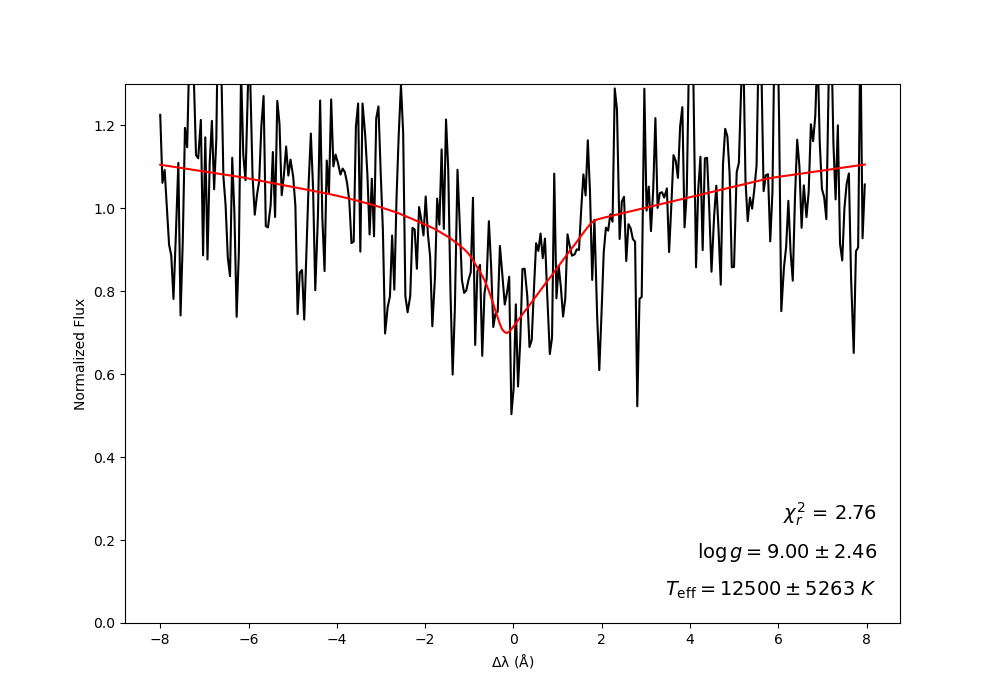 1.2
1.0
0.8
0.6
0.4
0.2
0.0
Normalized Flux
χ²ᵣ = 2.76
log g = 9.00 ± 2.46
T_eff = 12500 ± 5263 K
−8 −6 −4 −2 0 2 4 6 8
Δλ (Å)